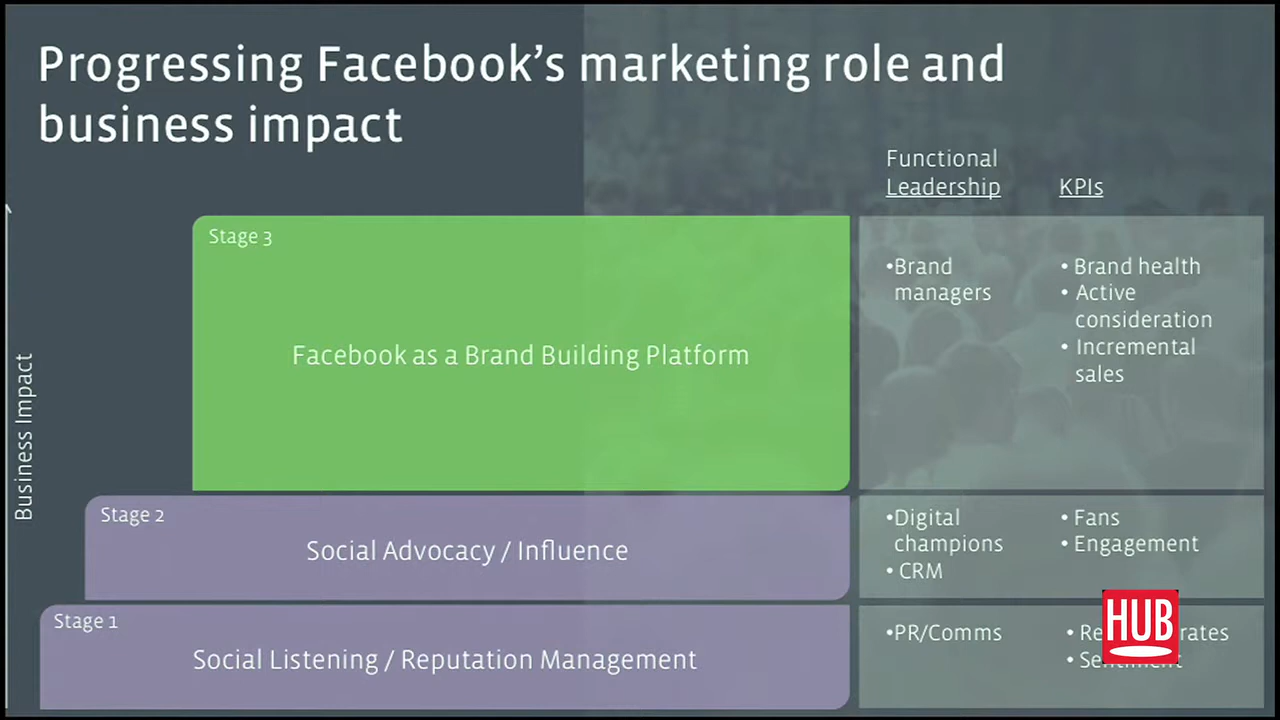 Progressing Facebook's marketing role and
business impact
Functional
Leadership
KPIs
Business Impact
Stage 3
Facebook as a Brand Building Platform
•Brand
managers
• Brand health
• Active
consideration
• Incremental
sales
Stage 2
Social Advocacy / Influence
•Digital
champions
• CRM
• Fans
• Engagement
Stage 1
Social Listening / Reputation Management
•PR/Comms
• rates
•
HUB